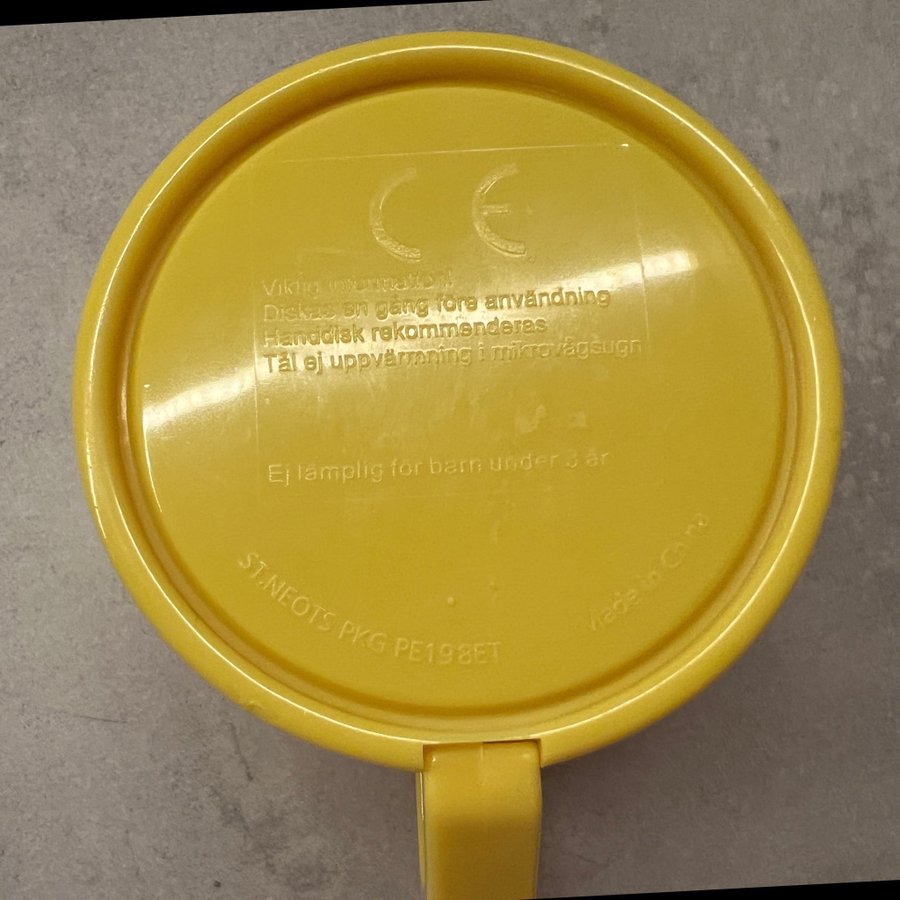 CE
Viktig information!
Diskas en gång före användning
Handdisk rekommenderas
Tål ej uppvärmning i mikrovågsugn
Ej lämplig för barn under 3 år
ST.NEOTS PKG PE19 8ET
Made in China